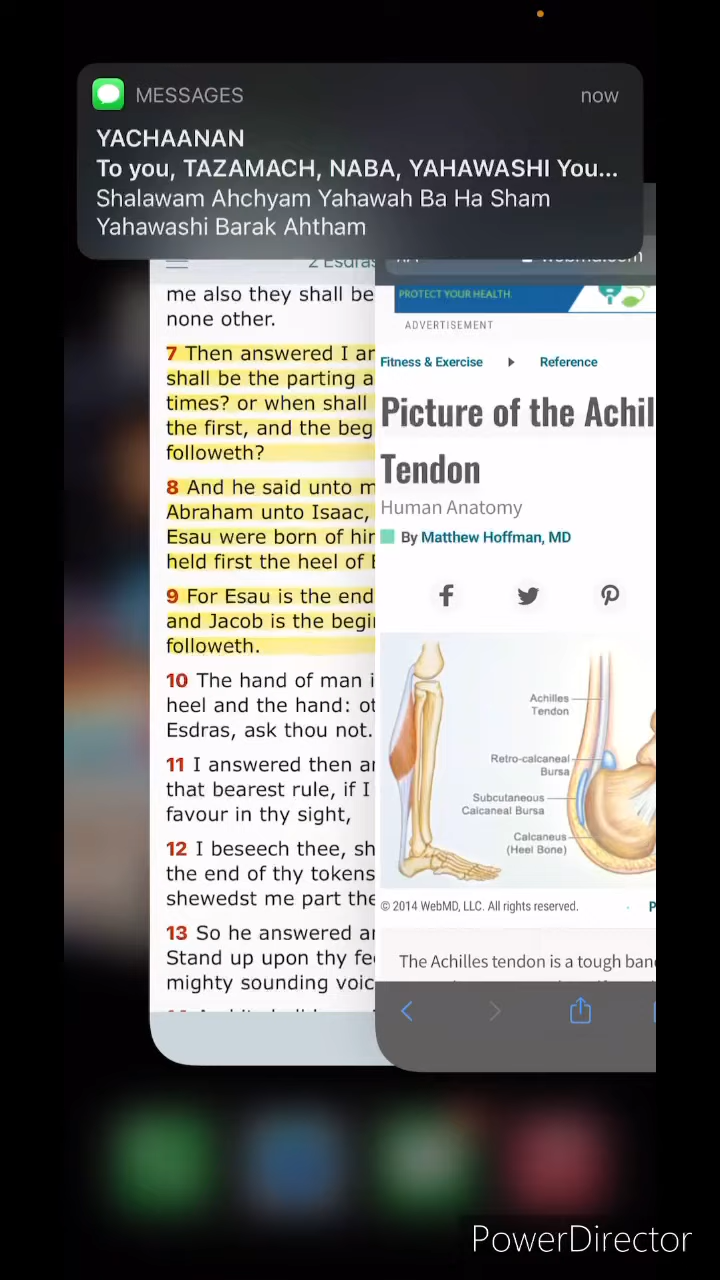 MESSAGES now
YACHAANAN
To you, TAZAMACH, NABA, YAHAWASHI You...
Shalawam Ahchyam Yahawah Ba Ha Sham
Yahawashi Barak Ahtham
2 Esdras
me also they shall be
none other.
7 Then answered I an
shall be the parting a
times? or when shall
the first, and the beg
followeth?
8 And he said unto m
Abraham unto Isaac,
Esau were born of hir
held first the heel of E
9 For Esau is the end
and Jacob is the begi
followeth.
10 The hand of man i
heel and the hand: ot
Esdras, ask thou not.
11 I answered then a
that bearest rule, if I
favour in thy sight,
12 I beseech thee, sh
the end of thy tokens
shewedst me part the
13 So he answered a
Stand up upon thy fe
mighty sounding voic
webmd.com
PROTECT YOUR HEALTH.
ADVERTISEMENT
Fitness & Exercise
Reference
Picture of the Achil
Tendon
Human Anatomy
By Matthew Hoffman, MD
Achilles
Tendon
Retro-calcaneal
Bursa
Subcutaneous
Calcaneal Bursa
Calcaneus
(Heel Bone)
© 2014 WebMD, LLC. All rights reserved.
P
The Achilles tendon is a tough band
PowerDirector